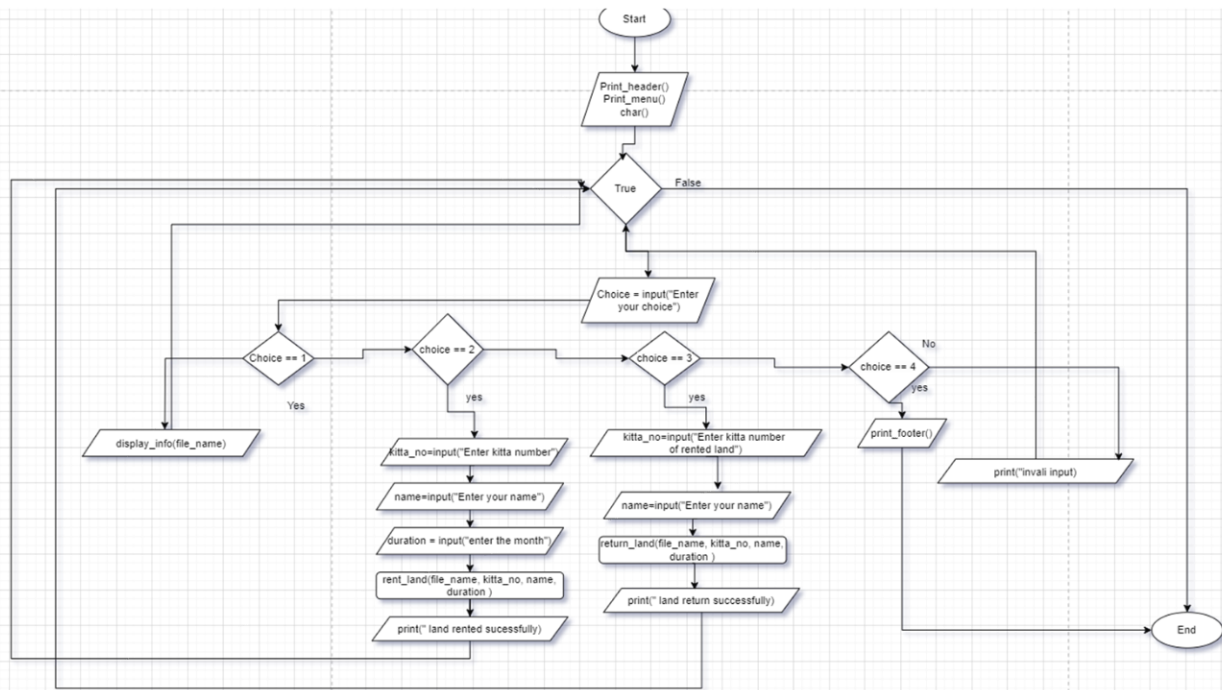 Start
Print_header()
Print_menu()
char()
True
False
Choice = input("Enter
your choice")
Choice == 1
choice == 2
choice == 3
choice == 4
No
Yes
yes
yes
yes
display_info(file_name)
kitta_no=input("Enter kitta number")
name=input("Enter your name")
duration = input("enter the month")
rent_land(file_name, kitta_no, name,
duration )
print(" land rented sucessfully)
kitta_no=input("Enter kitta number
of rented land")
name=input("Enter your name")
return_land(file_name, kitta_no, name,
duration )
print(" land return successfully)
print_footer()
print("invali input)
End